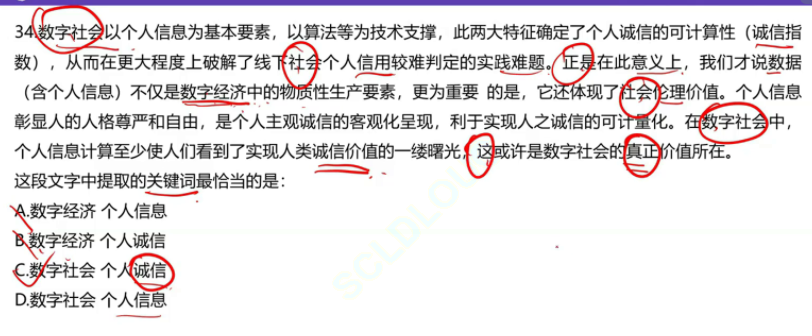 34.数字社会以个人信息为基本要素，以算法等为技术支撑，此两大特征确定了个人诚信的可计算性（诚信指
数），从而在更大程度上破解了线下社会个人信用较难判定的实践难题。正是在此意义上，我们才说数据
（含个人信息）不仅是数字经济中的物质性生产要素，更为重要 的是，它还体现了社会伦理价值。个人信息
彰显人的人格尊严和自由，是个人主观诚信的客观化呈现，利于实现人之诚信的可计量化。在数字社会中，
个人信息计算至少使人们看到了实现人类诚信价值的一缕曙光，这或许是数字社会的真正价值所在。
这段文字中提取的关键词最恰当的是：
A.数字经济 个人信息
B.数字经济 个人诚信
C.数字社会 个人诚信
D.数字社会 个人信息